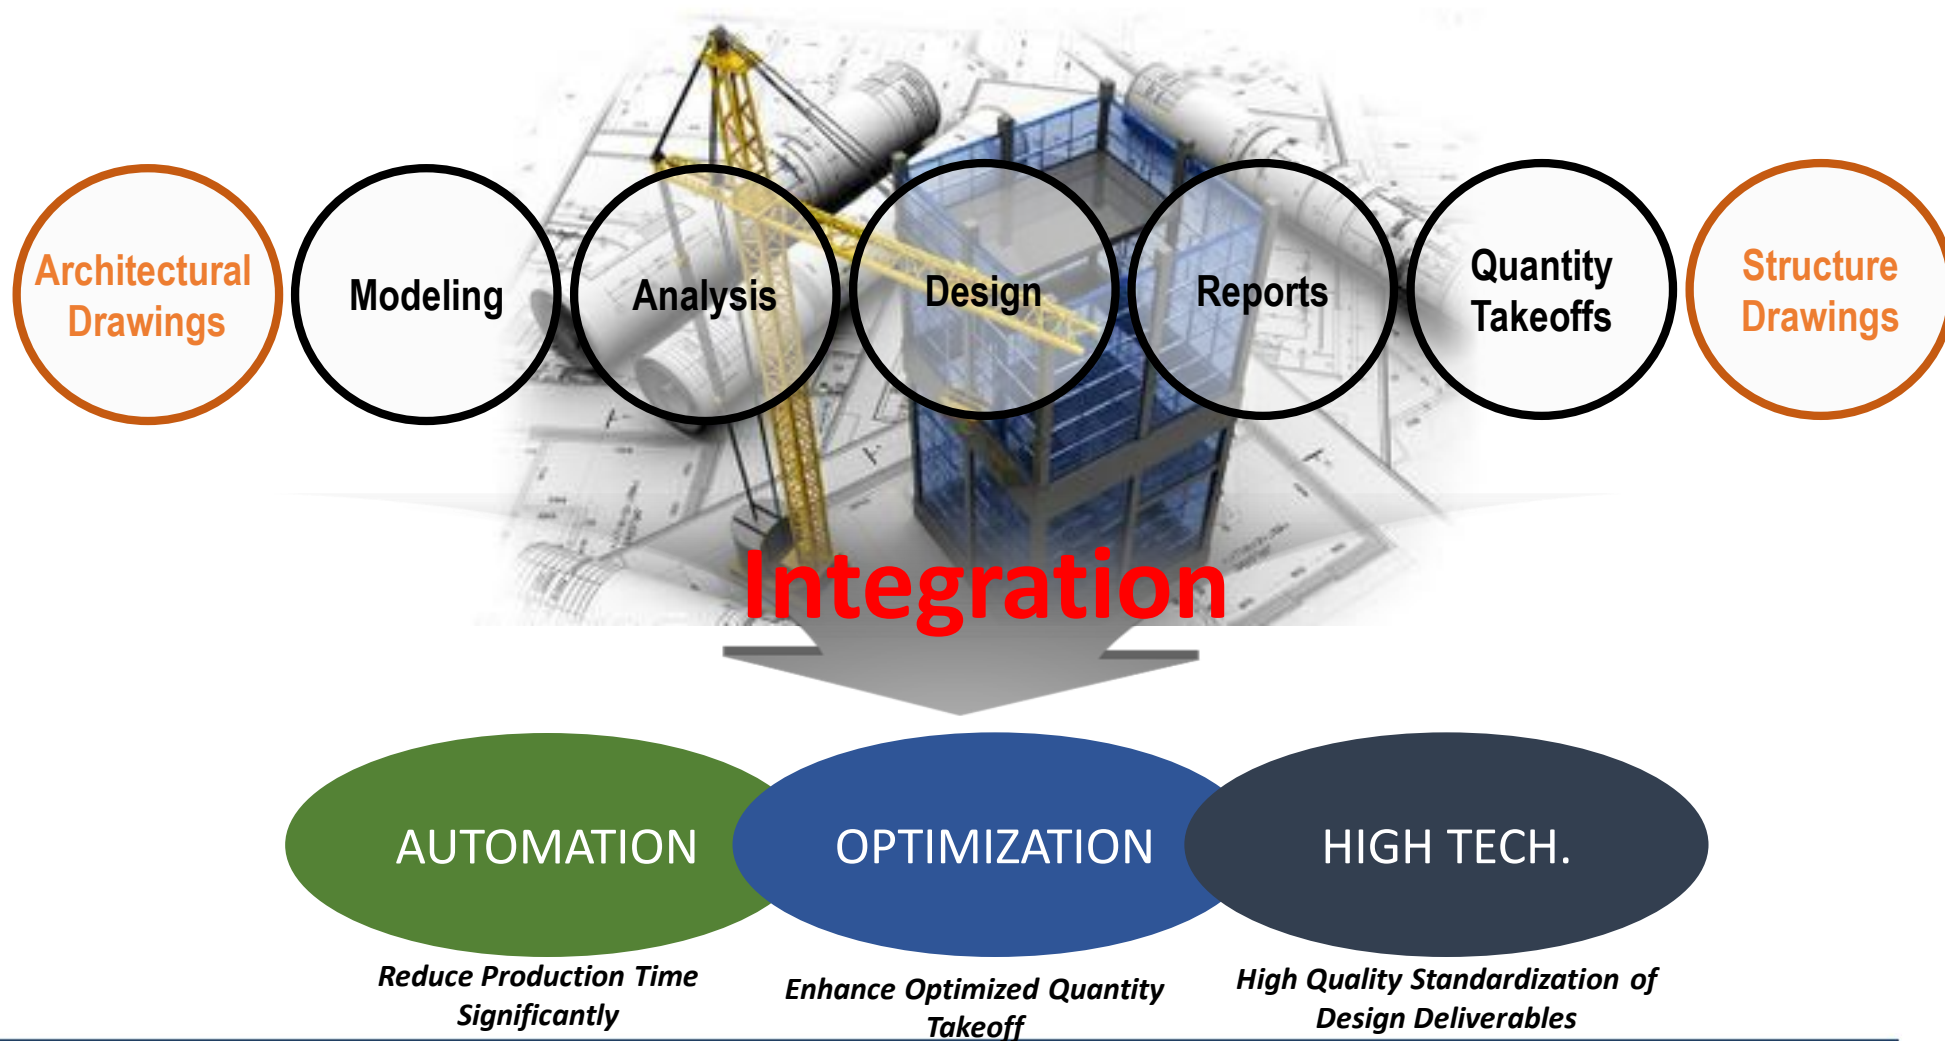 Architectural
Drawings
Modeling
Analysis
Design
Reports
Quantity
Takeoffs
Structure
Drawings
Integration
AUTOMATION
OPTIMIZATION
HIGH TECH.
Reduce Production Time
Significantly
Enhance Optimized Quantity
Takeoff
High Quality Standardization of
Design Deliverables